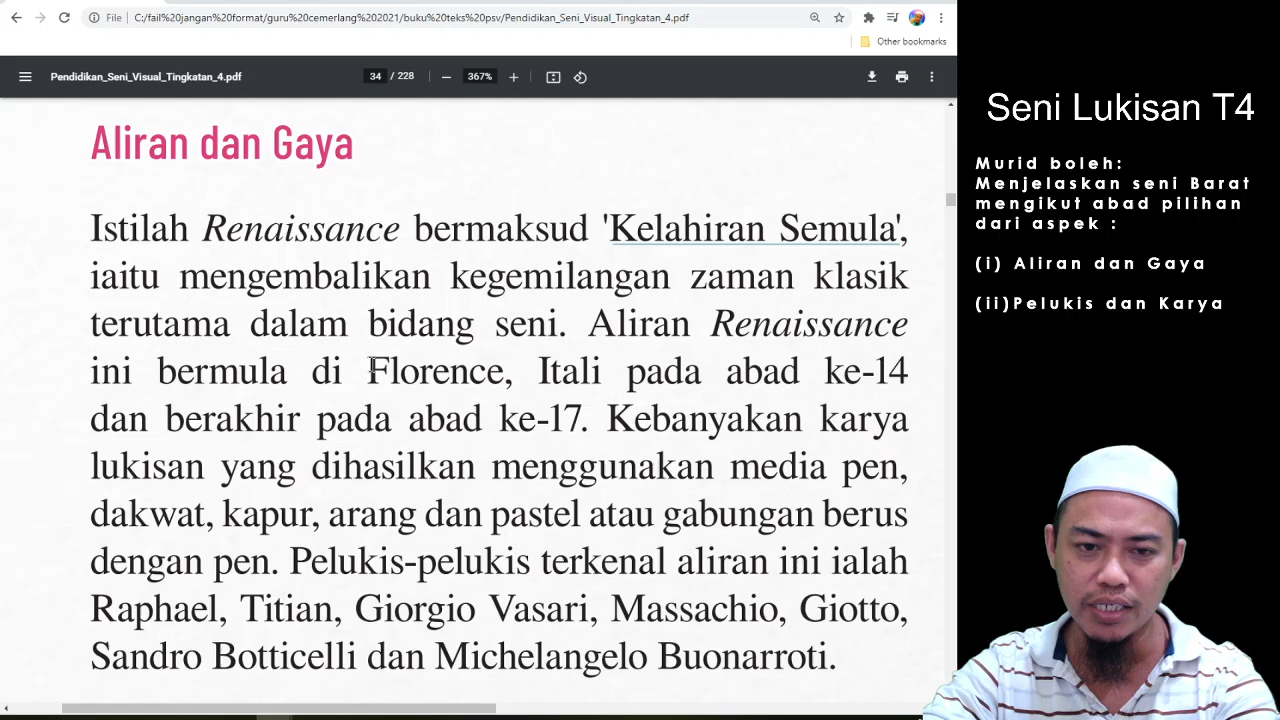 File
C:/fail%20jangan%20format/guru%20cemerlang%202021/buku%20teks%20psv/Pendidikan_Seni_Visual_Tingkatan_4.pdf
Other bookmarks
Pendidikan_Seni_Visual_Tingkatan_4.pdf
34 / 228
367%
Aliran dan Gaya
Istilah Renaissance bermaksud 'Kelahiran Semula',
iaitu mengembalikan kegemilangan zaman klasik
terutama dalam bidang seni. Aliran Renaissance
ini bermula di Florence, Itali pada abad ke-14
dan berakhir pada abad ke-17. Kebanyakan karya
lukisan yang dihasilkan menggunakan media pen,
dakwat, kapur, arang dan pastel atau gabungan berus
dengan pen. Pelukis-pelukis terkenal aliran ini ialah
Raphael, Titian, Giorgio Vasari, Massachio, Giotto,
Sandro Botticelli dan Michelangelo Buonarroti.
Seni Lukisan T4
Murid boleh:
Menjelaskan seni Barat
mengikut abad pilihan
dari aspek :
(i) Aliran dan Gaya
(ii)Pelukis dan Karya